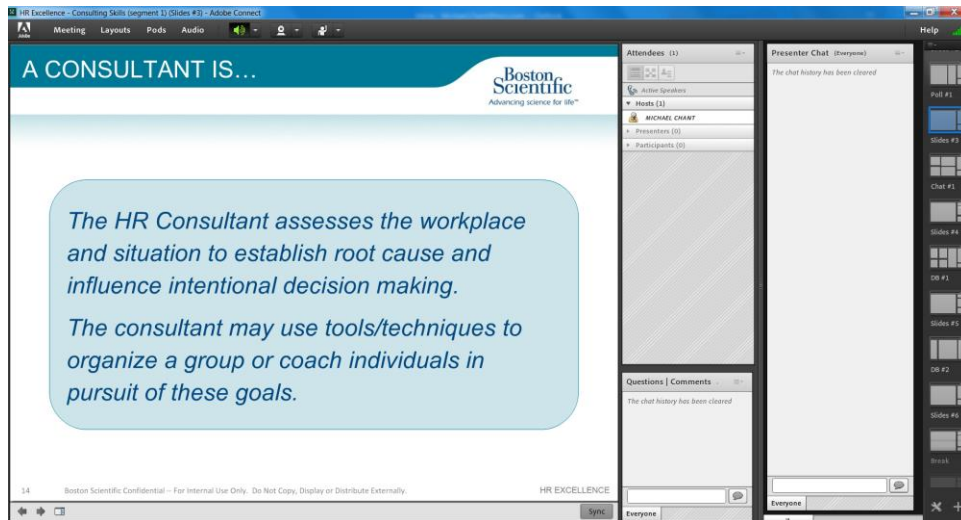 HR Excellence - Consulting Skills (segment 1) (Slides #3) - Adobe Connect
Adobe
Meeting Layouts Pods Audio
Help
A CONSULTANT IS...
Boston
Scientific
Advancing science for life™
The HR Consultant assesses the workplace
and situation to establish root cause and
influence intentional decision making.
The consultant may use tools/techniques to
organize a group or coach individuals in
pursuit of these goals.
14 Boston Scientific Confidential -- For Internal Use Only. Do Not Copy, Display or Distribute Externally. HR EXCELLENCE
Sync
Attendees (1)
Active Speakers
Hosts (1)
MICHAEL CHANT
Presenters (0)
Participants (0)
Questions | Comments
The chat history has been cleared
Everyone
Presenter Chat (Everyone)
The chat history has been cleared
Everyone
Poll #1
Slides #3
Chat #1
Slides #4
DB #1
Slides #5
DB #2
Slides #6
Break